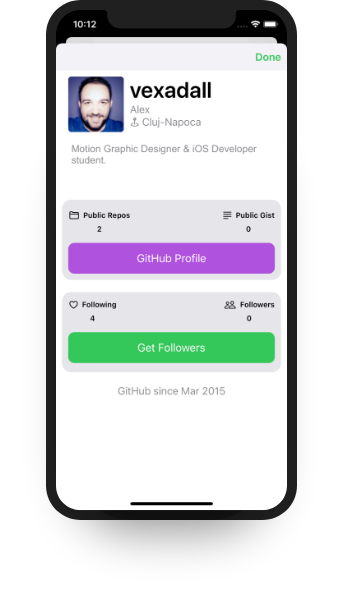 10:12
Done
vexadall
Alex
Cluj-Napoca
Motion Graphic Designer & iOS Developer
student.
Public Repos Public Gist
2 0
GitHub Profile
Following Followers
4 0
Get Followers
GitHub since Mar 2015